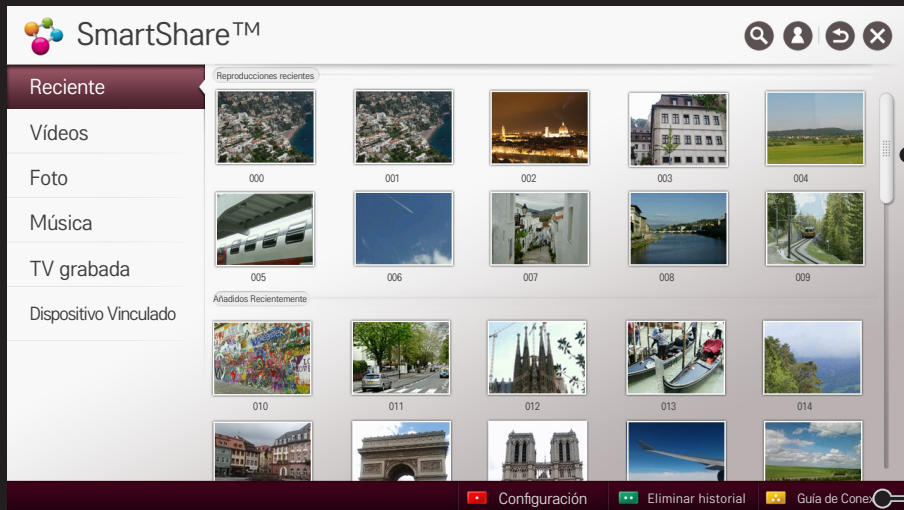 SmartShare™
Reciente
Vídeos
Foto
Música
TV grabada
Dispositivo Vinculado
Reproducciones recientes
000 001 002 003 004
005 006 007 008 009
Añadidos Recientemente
010 011 012 013 014
Configuración Eliminar historial Guía de